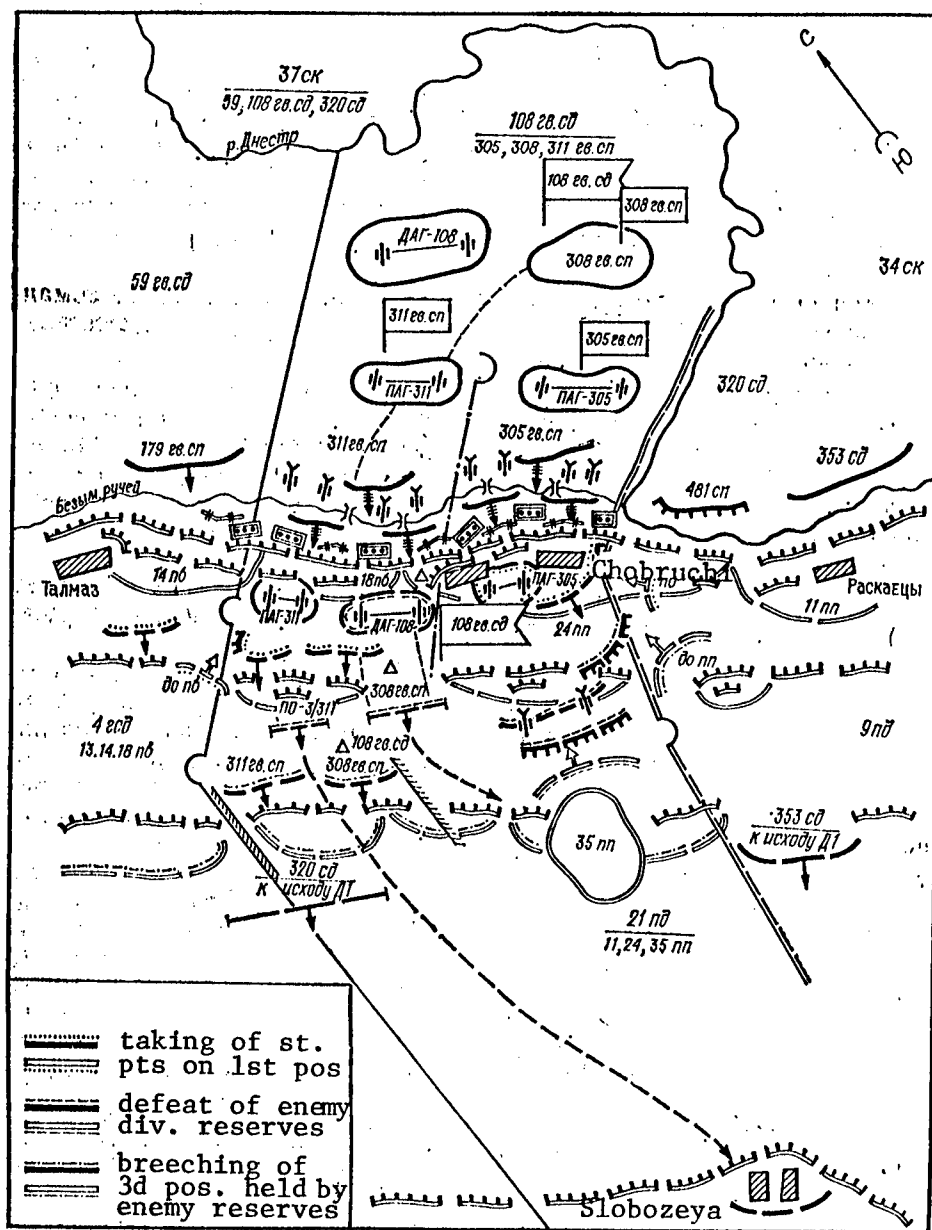 С
Ю
37 ск
59, 108 гв. сд, 320 сд
р. Днестр
108 гв. сд
305, 308, 311 гв. сп
108 гв. сд
308 гв. сп
ДАГ-108
308 гв. сп
59 гв. сд
34 ск
311 гв. сп
305 гв. сп
ПАГ-311
ПАГ-305
320 сд
179 гв. сп
311 гв. сп
305 гв. сп
353 сд
481 сп
Безым. ручей
Талмаз
14 пб
18 пб
ПАГ-305
Chobruchi
Раскаецы
11 пп
ПАГ-311
ДАГ-108
108 гв. сд
24 пп
до пб
308 гв. сп
до пп
ПО-3/311
4 гсд
13. 14. 18 пб
9 пд
108 гв. сд
311 гв. сп
308 гв. сп
353 сд
к исходу Д1
35 пп
320 сд
к исходу Д1
21 пд
11, 24, 35 пп
taking of st.
pts on 1st pos
defeat of enemy
div. reserves
breeching of
3d pos. held by
enemy reserves
Slobozeya